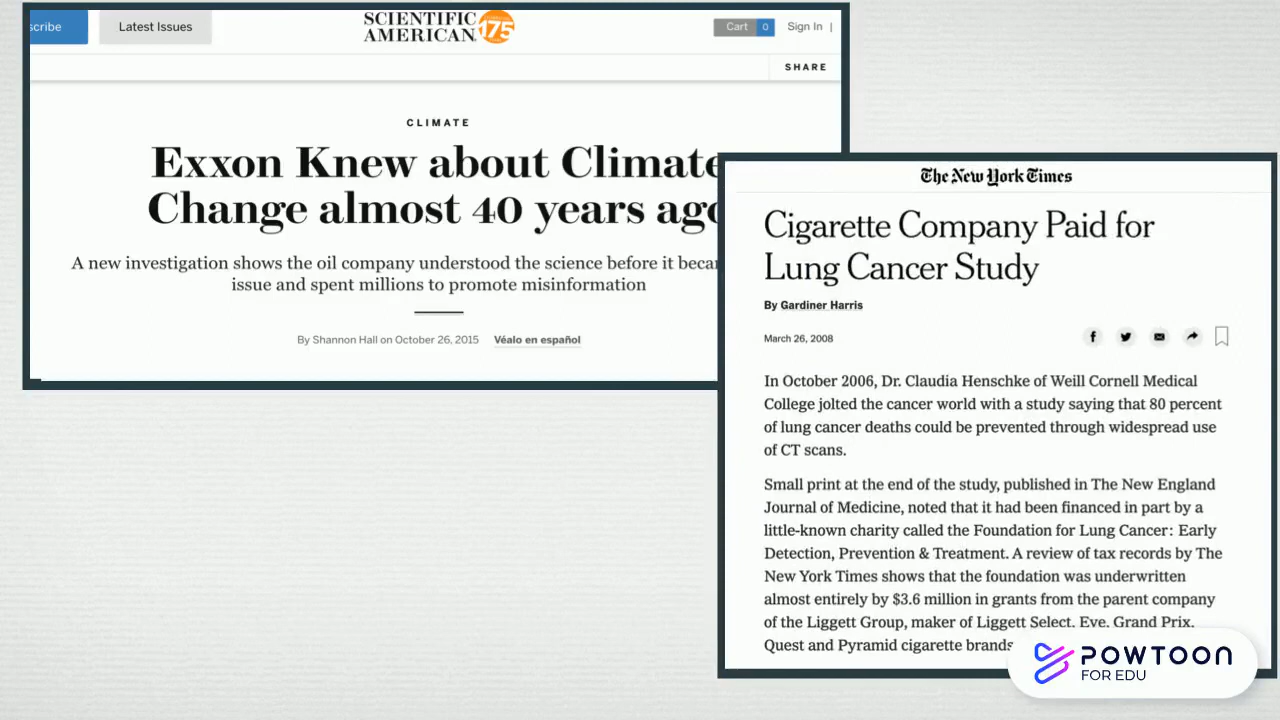 scribe
Latest Issues
SCIENTIFIC
AMERICAN 175
Cart 0
Sign In |
SHARE
CLIMATE
Exxon Knew about Climate
Change almost 40 years ago
A new investigation shows the oil company understood the science before it becam
issue and spent millions to promote misinformation
By Shannon Hall on October 26, 2015 Véalo en español
The New York Times
Cigarette Company Paid for
Lung Cancer Study
By Gardiner Harris
March 26, 2008
In October 2006, Dr. Claudia Henschke of Weill Cornell Medical
College jolted the cancer world with a study saying that 80 percent
of lung cancer deaths could be prevented through widespread use
of CT scans.
Small print at the end of the study, published in The New England
Journal of Medicine, noted that it had been financed in part by a
little-known charity called the Foundation for Lung Cancer: Early
Detection, Prevention & Treatment. A review of tax records by The
New York Times shows that the foundation was underwritten
almost entirely by $3.6 million in grants from the parent company
of the Liggett Group, maker of Liggett Select, Eve, Grand Prix,
Quest and Pyramid cigarette brands
POWTOON
FOR EDU